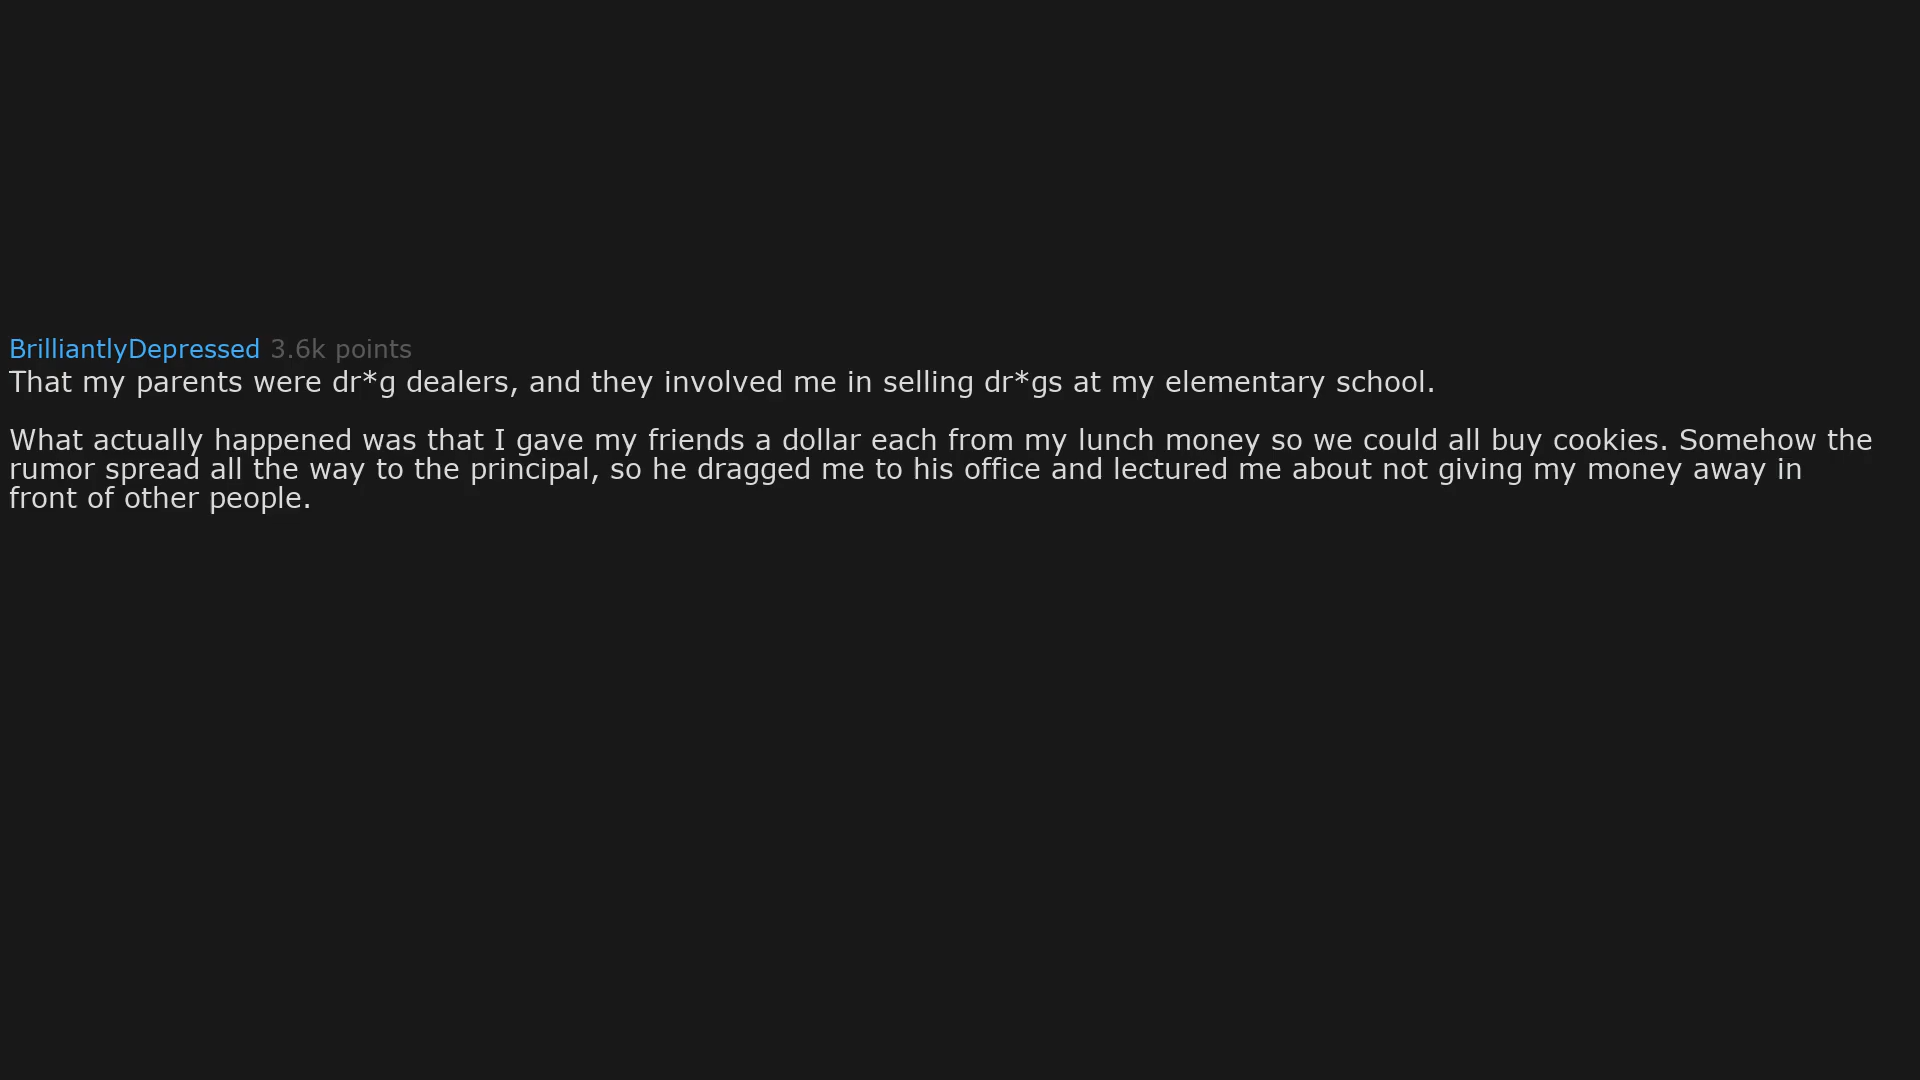 BrilliantlyDepressed 3.6k points
That my parents were dr*g dealers, and they involved me in selling dr*gs at my elementary school.
What actually happened was that I gave my friends a dollar each from my lunch money so we could all buy cookies. Somehow the
rumor spread all the way to the principal, so he dragged me to his office and lectured me about not giving my money away in
front of other people.